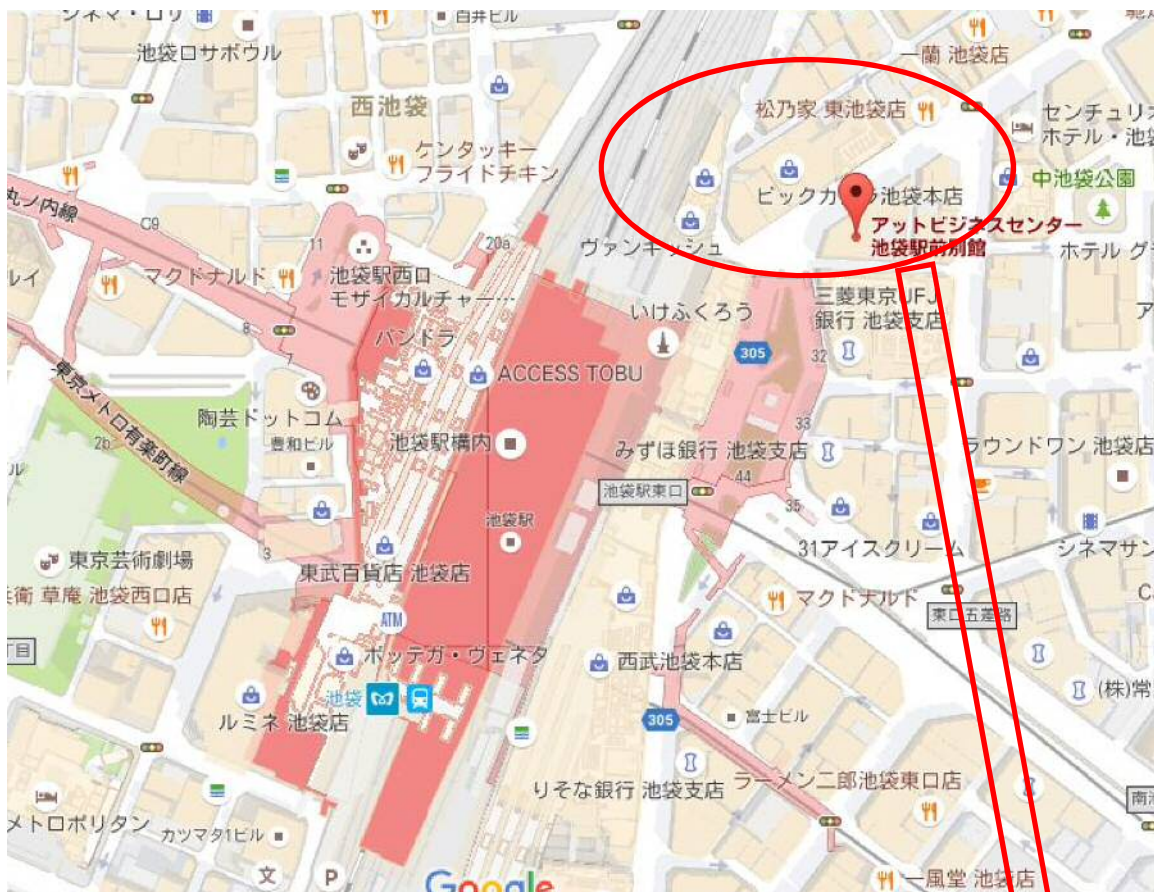 シネマ・ロサ
白井ビル
池袋ロサボウル
一蘭 池袋店
西池袋
松乃家 東池袋店
ケンタッキー
フライドチキン
ホテル・池袋
中池袋公園
ビックカメラ池袋本店
丸ノ内線
C9
アットビジネスセンター
池袋駅前別館
ヴァンキッシュ
20a
11
マクドナルド
池袋駅西口
モザイカルチャー…
三菱東京UFJ
銀行 池袋支店
いけふくろう
8
7
パンドラ
305
32
ACCESS TOBU
東京メトロ有楽町線
陶芸ドットコム
豊和ビル
池袋駅構内
みずほ銀行 池袋支店
33
ラウンドワン 池袋店
2b
44
池袋駅東口
35
池袋駅
3
31アイスクリーム
シネマサン
東京芸術劇場
東武百貨店 池袋店
草庵 池袋西口店
ATM
マクドナルド
東口五差路
丁目
ボッテガ・ヴェネタ
西武池袋本店
池袋
(株)常
ルミネ 池袋店
305
富士ビル
りそな銀行 池袋支店
ラーメン二郎池袋東口店
メトロポリタン
カツマタ1ビル
文
P
Google
一風堂 池袋店